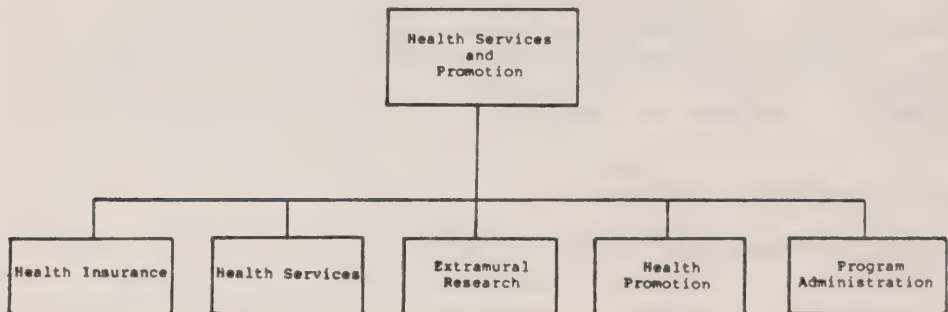 Health Services
and
Promotion
Health Insurance
Health Services
Extramural
Research
Health
Promotion
Program
Administration